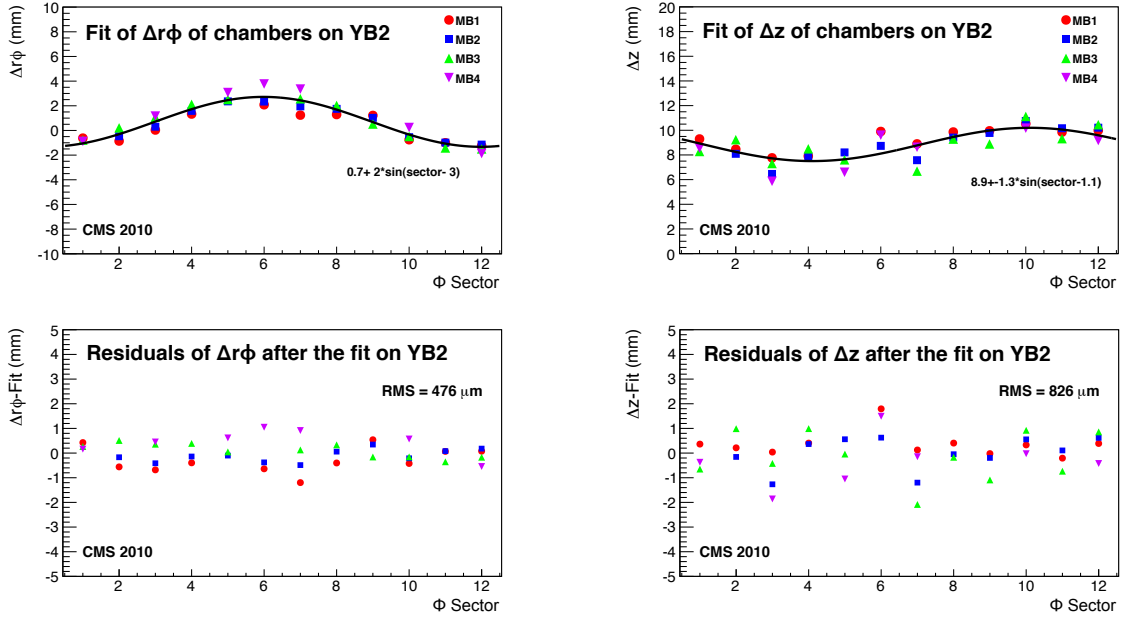 Δrϕ (mm)
10
8
6
4
2
0
-2
-4
-6
-8
-10
Fit of Δrϕ of chambers on YB2
MB1
MB2
MB3
MB4
0.7+ 2*sin(sector- 3)
CMS 2010
2 4 6 8 10 12
Φ Sector
Δz (mm)
20
18
16
14
12
10
8
6
4
2
0
Fit of Δz of chambers on YB2
MB1
MB2
MB3
MB4
8.9+-1.3*sin(sector-1.1)
CMS 2010
2 4 6 8 10 12
Φ Sector
Δrϕ-Fit (mm)
5
4
3
2
1
0
-1
-2
-3
-4
-5
Residuals of Δrϕ after the fit on YB2
RMS = 476 μm
CMS 2010
2 4 6 8 10 12
Φ Sector
Δz-Fit (mm)
5
4
3
2
1
0
-1
-2
-3
-4
-5
Residuals of Δz after the fit on YB2
RMS = 826 μm
CMS 2010
2 4 6 8 10 12
Φ Sector